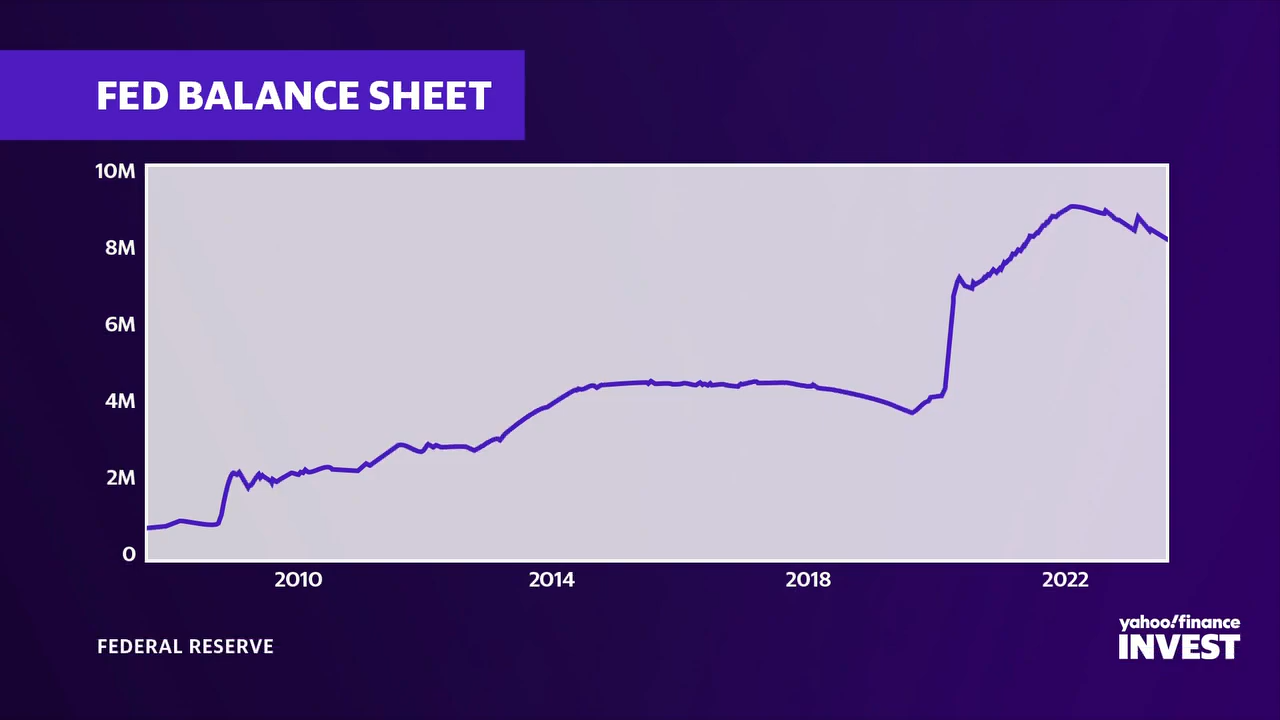 FED BALANCE SHEET
10M
8M
6M
4M
2M
0
2010 2014 2018 2022
FEDERAL RESERVE
yahoo!finance
INVEST